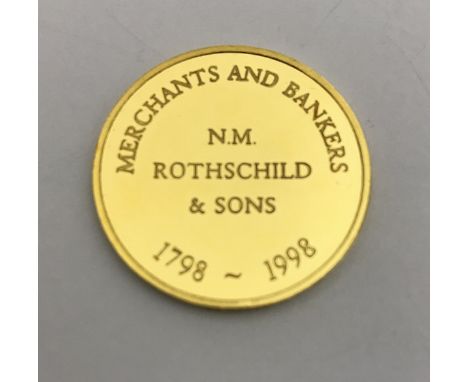 MERCHANTS AND BANKERS
N.M.
ROTHSCHILD
& SONS
1798 ~ 1998